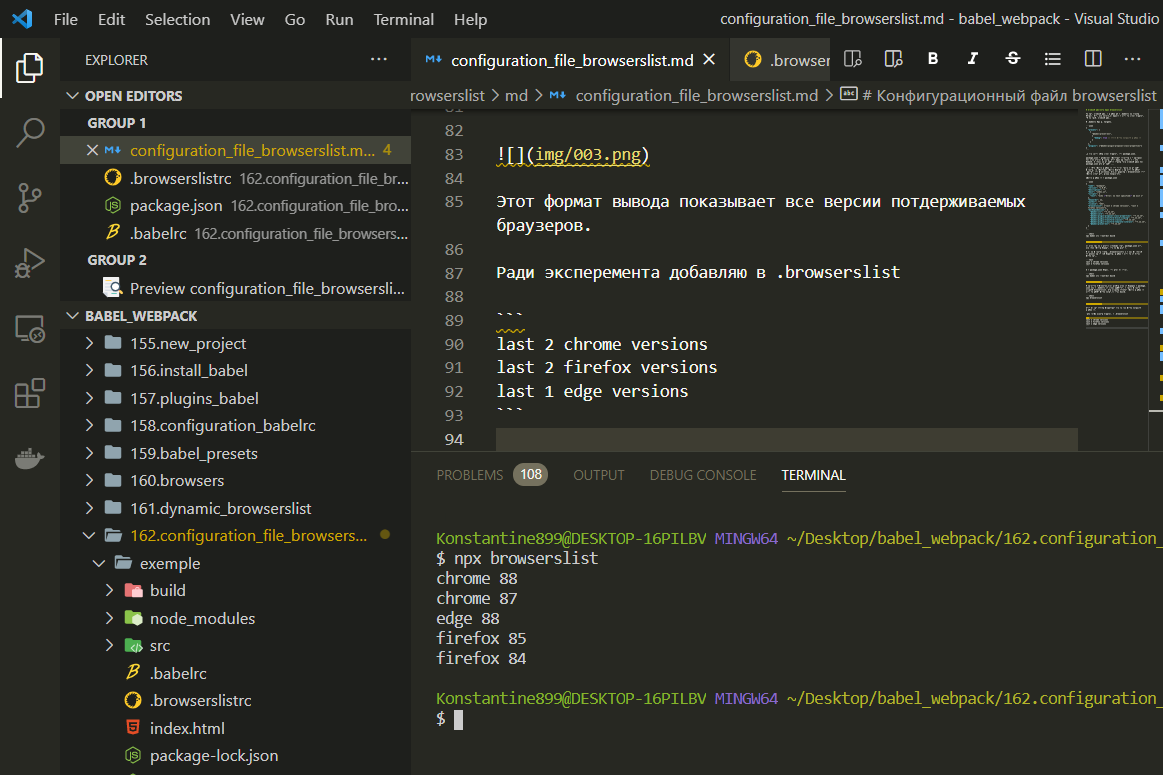 File Edit Selection View Go Run Terminal Help configuration_file_browserslist.md - babel_webpack - Visual Studio
EXPLORER ···
OPEN EDITORS
GROUP 1
configuration_file_browserslist.m... 4
.browserslistrc 162.configuration_file_br...
package.json 162.configuration_file_bro...
.babelrc 162.configuration_file_browsers...
GROUP 2
Preview configuration_file_browsersli...
BABEL_WEBPACK
155.new_project
156.install_babel
157.plugins_babel
158.configuration_babelrc
159.babel_presets
160.browsers
161.dynamic_browserslist
162.configuration_file_browsers...
exemple
build
node_modules
src
.babelrc
.browserslistrc
index.html
package-lock.json
configuration_file_browserslist.md .browser
rowserslist > md > configuration_file_browserslist.md > # Конфигурационный файл browserslist
81
82
83 ![](img/003.png)
84
85 Этот формат вывода показывает все версии потдерживаемых
браузеров.
86
87 Ради эксперемента добавляю в .browserslist
88
89 ```
90 last 2 chrome versions
91 last 2 firefox versions
92 last 1 edge versions
93 ```
94
PROBLEMS 108 OUTPUT DEBUG CONSOLE TERMINAL
Konstantine899@DESKTOP-16PILBV MINGW64 ~/Desktop/babel_webpack/162.configuration_
$ npx browserslist
chrome 88
chrome 87
edge 88
firefox 85
firefox 84
Konstantine899@DESKTOP-16PILBV MINGW64 ~/Desktop/babel_webpack/162.configuration_
$